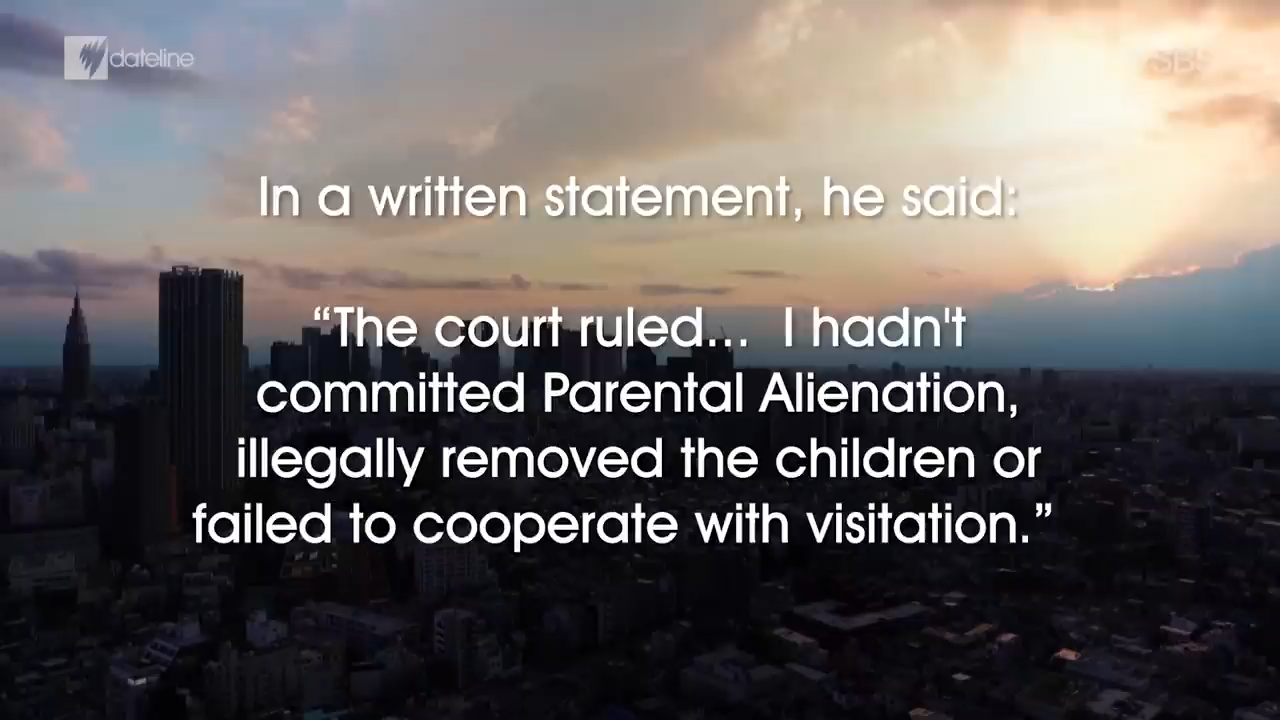 dateline
SBS
In a written statement, he said:
“The court ruled...  I hadn't
committed Parental Alienation,
illegally removed the children or
failed to cooperate with visitation.”